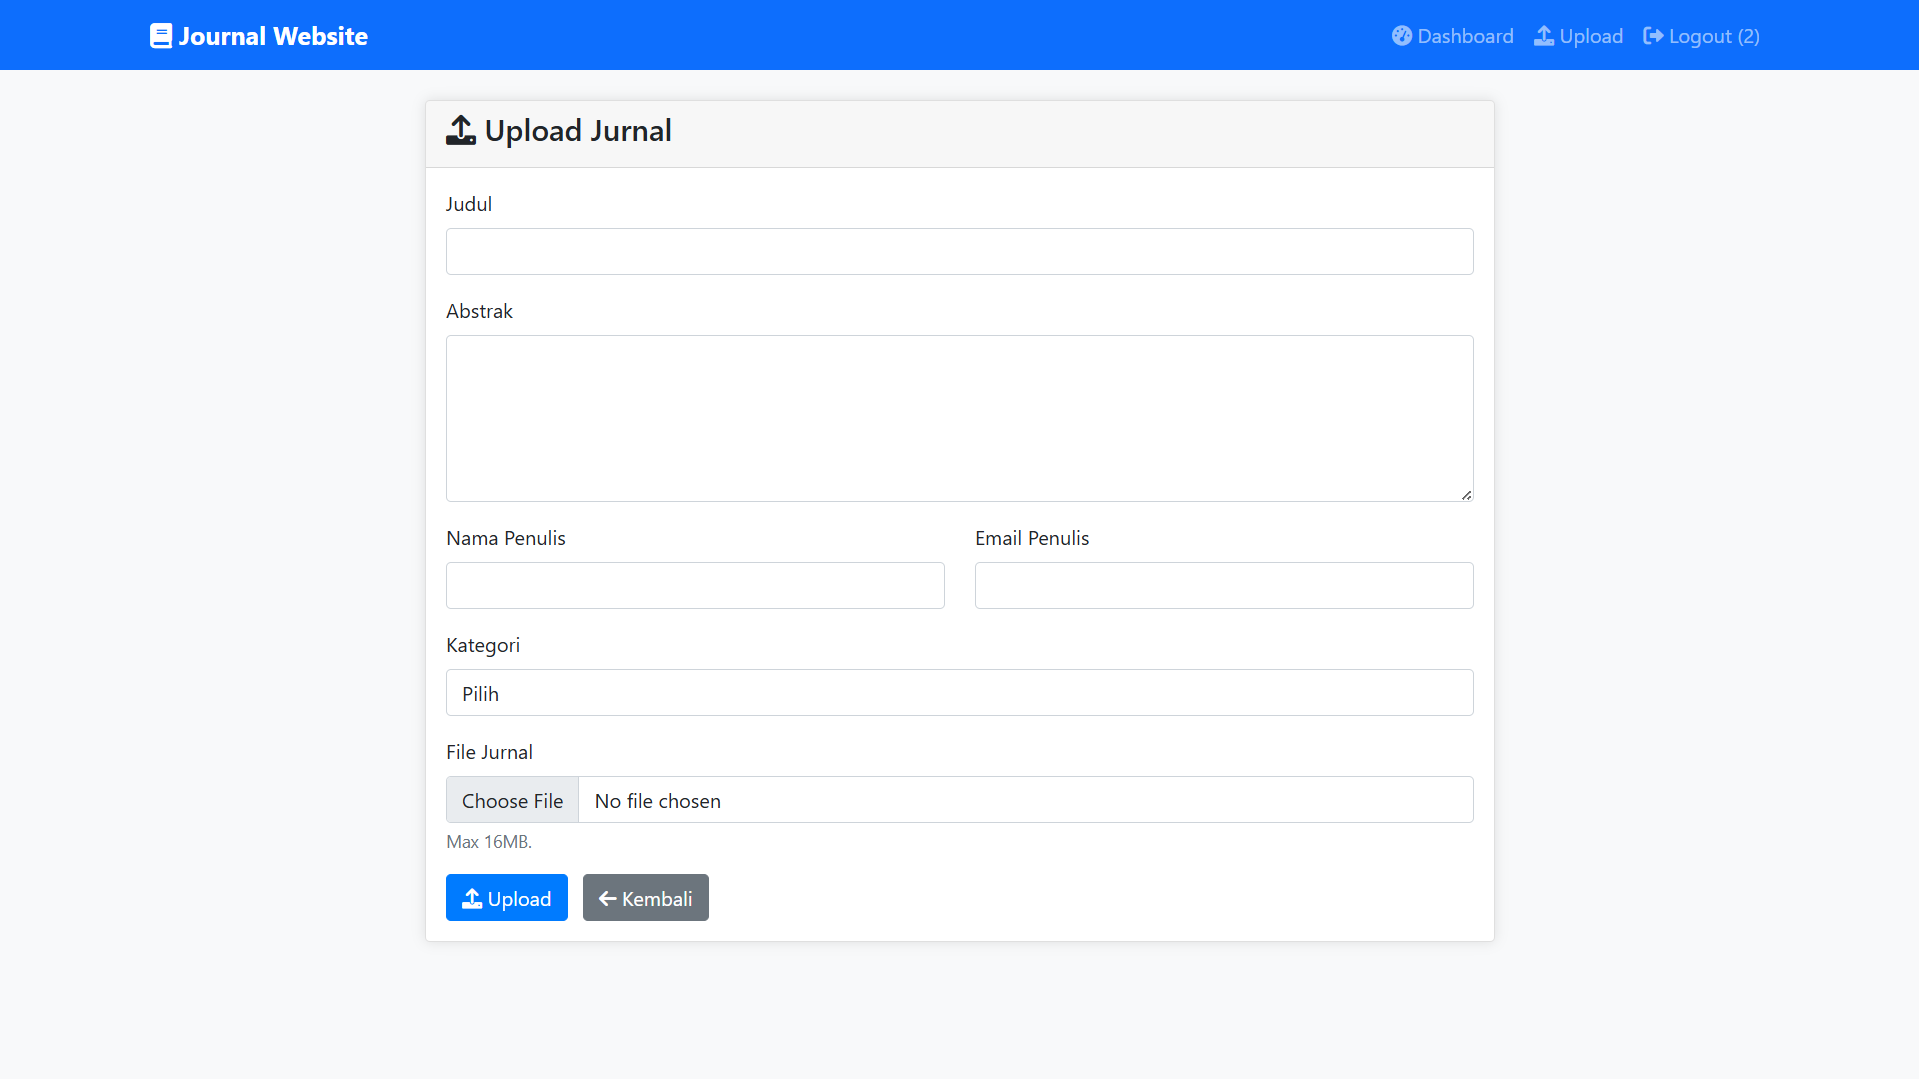 Journal Website
Dashboard Upload Logout (2)
Upload Jurnal
Judul
Abstrak
Nama Penulis Email Penulis
Kategori
Pilih
File Jurnal
Choose File No file chosen
Max 16MB.
Upload Kembali